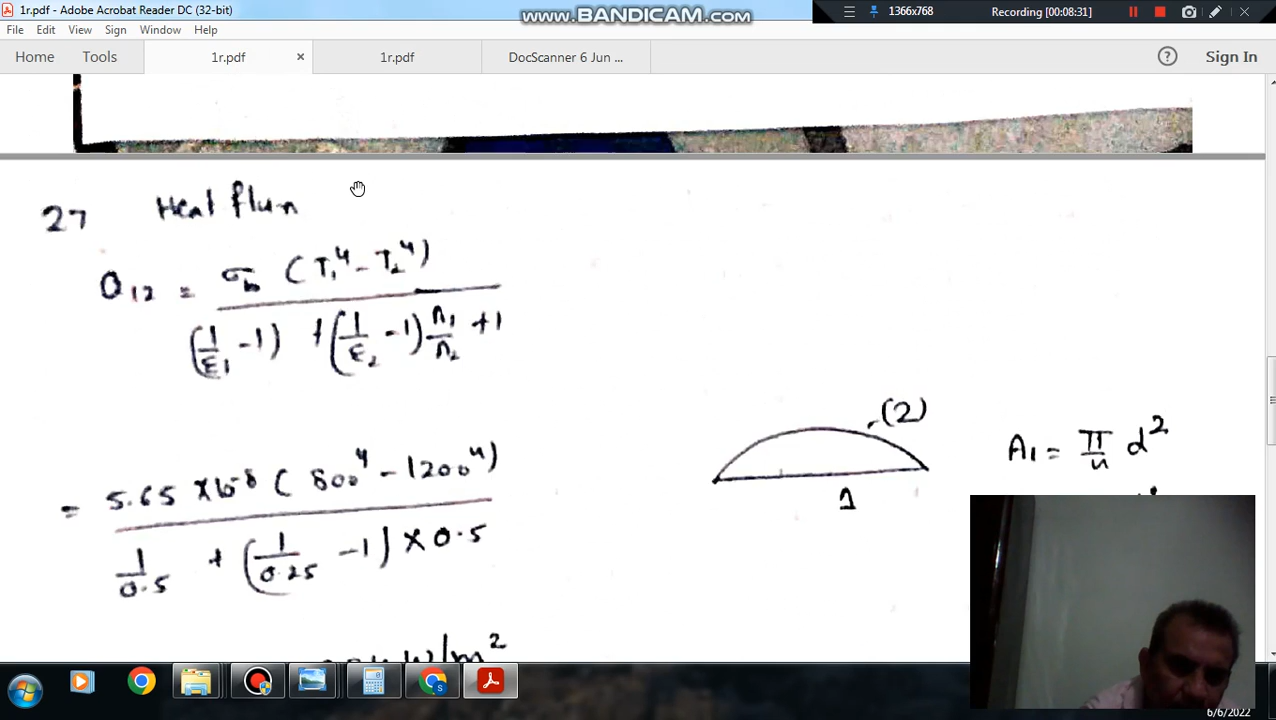 1r.pdf - Adobe Acrobat Reader DC (32-bit)
www.BANDICAM.com
1366x768 Recording [00:08:31]
File Edit View Sign Window Help
Home Tools 1r.pdf × 1r.pdf DocScanner 6 Jun ... ? Sign In
27 Heat flux
Q12 = σb (T1⁴ - T2⁴)
(1/ε1 - 1) + (1/ε2 - 1) A1/A2 + 1
(2)
A1 = π/4 d²
1
= 5.65 × 10⁻⁸ (800⁴ - 1200⁴)
1/0.5 + (1/0.25 - 1) × 0.5
W/m²
6/6/2022